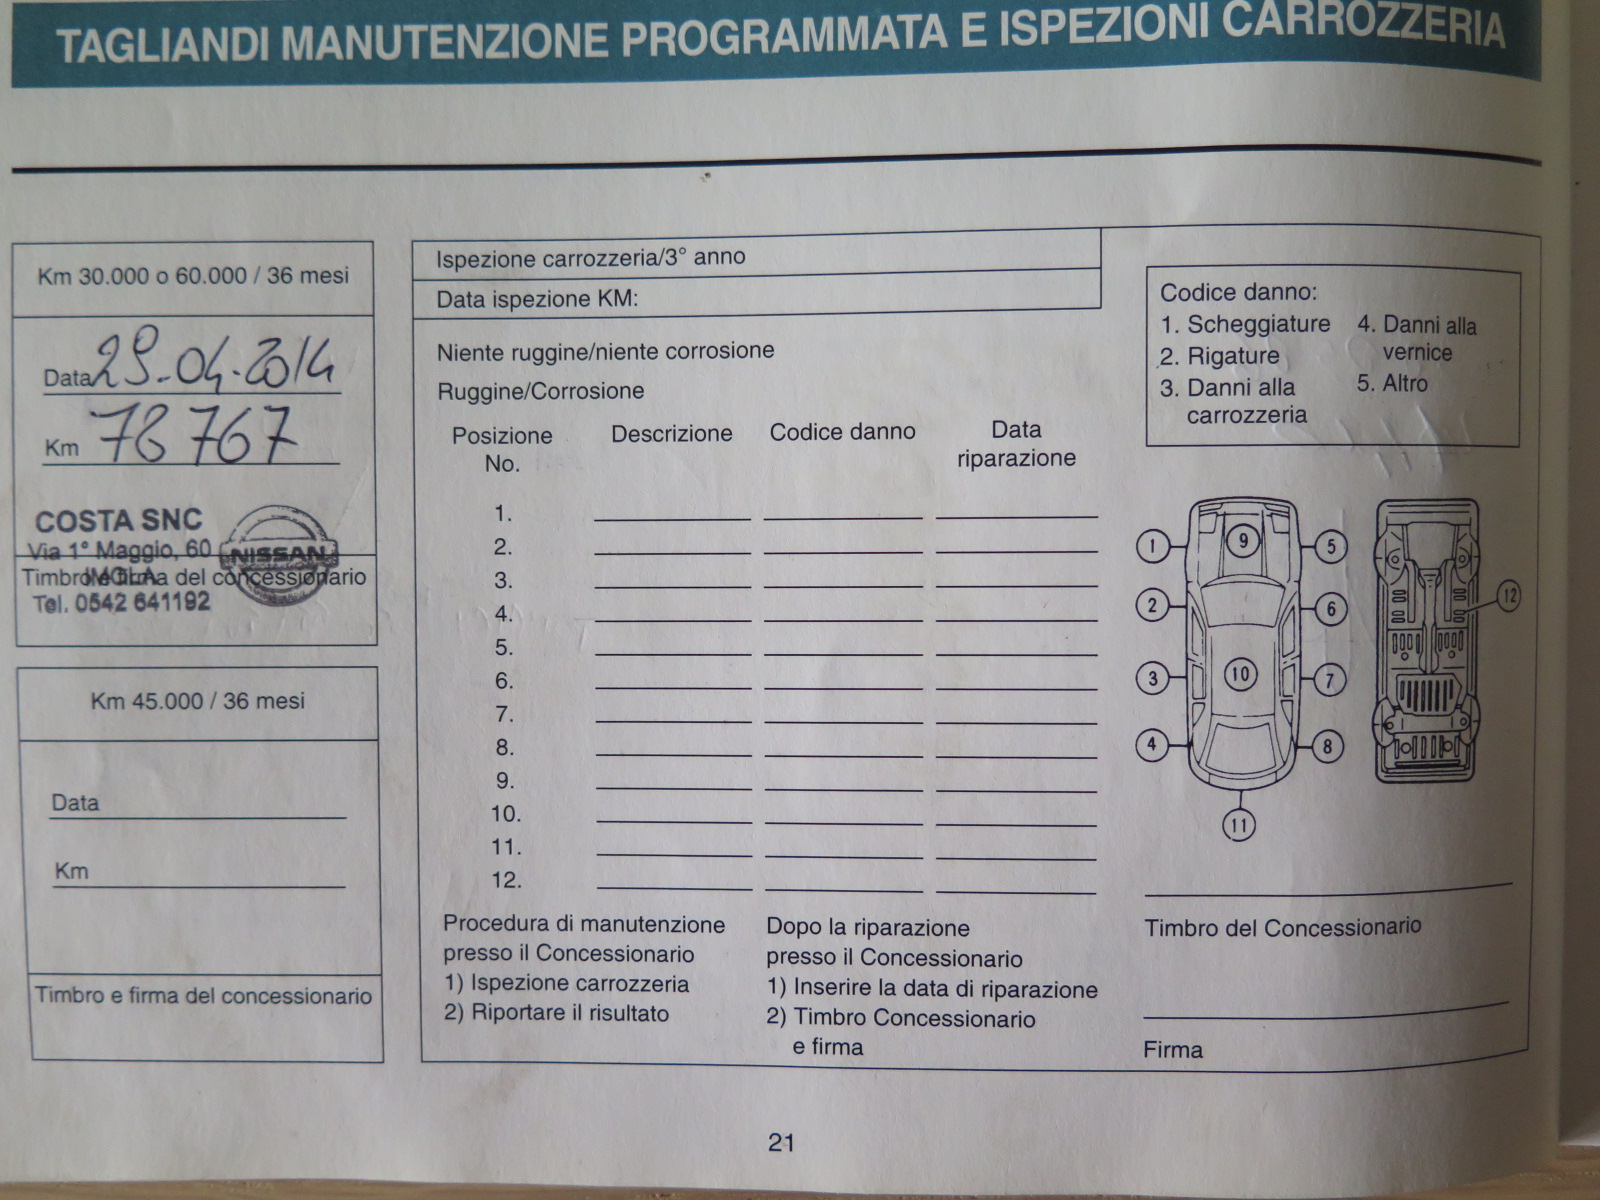 TAGLIANDI MANUTENZIONE PROGRAMMATA E ISPEZIONI CARROZZERIA
Km 30.000 o 60.000 / 36 mesi
Data 29-04-2014
Km 78767
COSTA SNC
Via 1° Maggio, 60
NISSAN
IMOLA
Timbro e firma del concessionario
Tel. 0542 641192
Km 45.000 / 36 mesi
Data
Km
Timbro e firma del concessionario
Ispezione carrozzeria/3° anno
Data ispezione KM:
Niente ruggine/niente corrosione
Ruggine/Corrosione
Posizione No. Descrizione Codice danno Data riparazione
1.
2.
3.
4.
5.
6.
7.
8.
9.
10.
11.
12.
Procedura di manutenzione
presso il Concessionario
1) Ispezione carrozzeria
2) Riportare il risultato
Dopo la riparazione
presso il Concessionario
1) Inserire la data di riparazione
2) Timbro Concessionario
e firma
Codice danno:
1. Scheggiature
2. Rigature
3. Danni alla
carrozzeria
4. Danni alla
vernice
5. Altro
1 9 5
2 6 12
3 10 7
4 8
11
Timbro del Concessionario
Firma
21